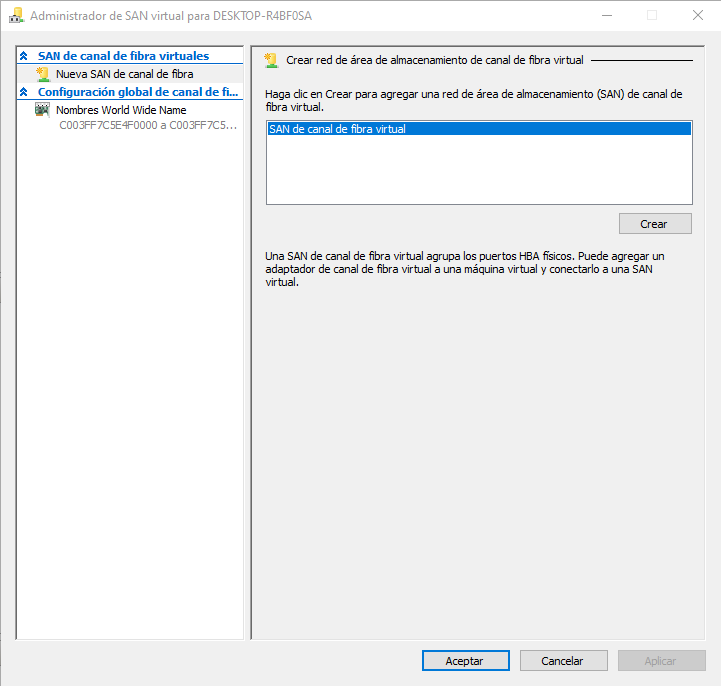 Administrador de SAN virtual para DESKTOP-R4BF0SA
SAN de canal de fibra virtuales
Nueva SAN de canal de fibra
Configuración global de canal de fi...
Nombres World Wide Name
C003FF7C5E4F0000 a C003FF7C5...
Crear red de área de almacenamiento de canal de fibra virtual
Haga clic en Crear para agregar una red de área de almacenamiento (SAN) de canal de
fibra virtual.
SAN de canal de fibra virtual
Crear
Una SAN de canal de fibra virtual agrupa los puertos HBA físicos. Puede agregar un
adaptador de canal de fibra virtual a una máquina virtual y conectarlo a una SAN
virtual.
Aceptar
Cancelar
Aplicar